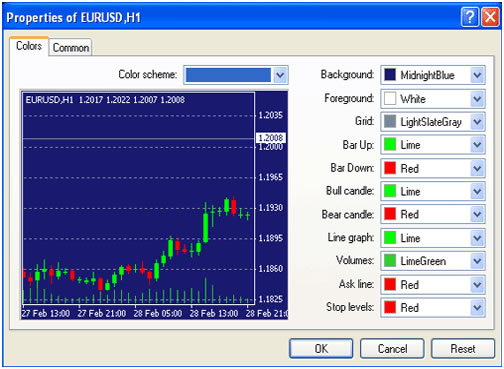 Properties of EURUSD,H1
Colors Common
Color scheme:
EURUSD,H1 1.2017 1.2022 1.2007 1.2008
1.2035
1.2008
1.2000
1.1965
1.1930
1.1895
1.1860
1.1825
27 Feb 13:00 27 Feb 21:00 28 Feb 13:00 28 Feb 21:0
Background: MidnightBlue
Foreground: White
Grid: LightSlateGray
Bar Up: Lime
Bar Down: Red
Bull candle: Lime
Bear candle: Red
Line graph: Lime
Volumes: LimeGreen
Ask line: Red
Stop levels: Red
OK Cancel Reset